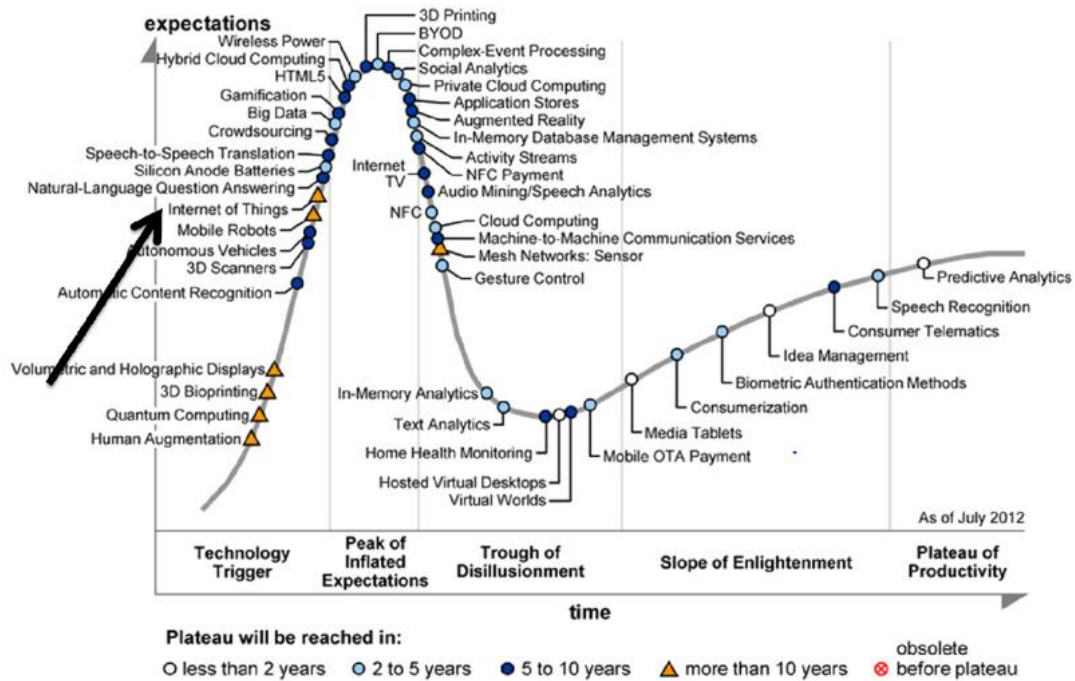 expectations
3D Printing
BYOD
Wireless Power
Complex-Event Processing
Hybrid Cloud Computing
Social Analytics
HTML5
Private Cloud Computing
Gamification
Application Stores
Big Data
Augmented Reality
Crowdsourcing
In-Memory Database Management Systems
Speech-to-Speech Translation
Activity Streams
Silicon Anode Batteries
NFC Payment
Internet
TV
Natural-Language Question Answering
Audio Mining/Speech Analytics
Internet of Things
NFC
Cloud Computing
Mobile Robots
Machine-to-Machine Communication Services
Autonomous Vehicles
Mesh Networks: Sensor
3D Scanners
Gesture Control
Automatic Content Recognition
Predictive Analytics
Speech Recognition
Consumer Telematics
Idea Management
Volumetric and Holographic Displays
Biometric Authentication Methods
3D Bioprinting
In-Memory Analytics
Consumerization
Quantum Computing
Text Analytics
Media Tablets
Human Augmentation
Home Health Monitoring
Mobile OTA Payment
Hosted Virtual Desktops
Virtual Worlds
As of July 2012
Technology
Trigger
Peak of
Inflated
Expectations
Trough of
Disillusionment
Slope of Enlightenment
Plateau of
Productivity
time
Plateau will be reached in:
less than 2 years
2 to 5 years
5 to 10 years
more than 10 years
obsolete
before plateau